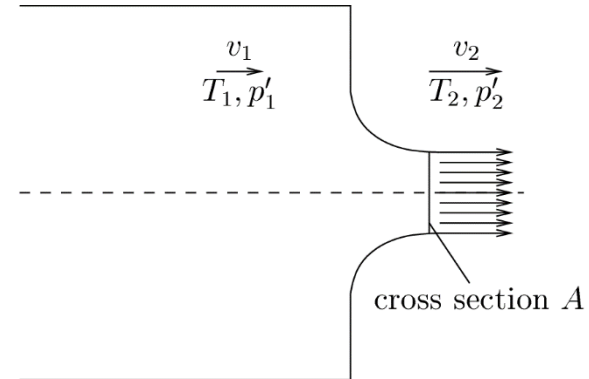 v₁
T₁, p′₁
v₂
T₂, p′₂
cross section A